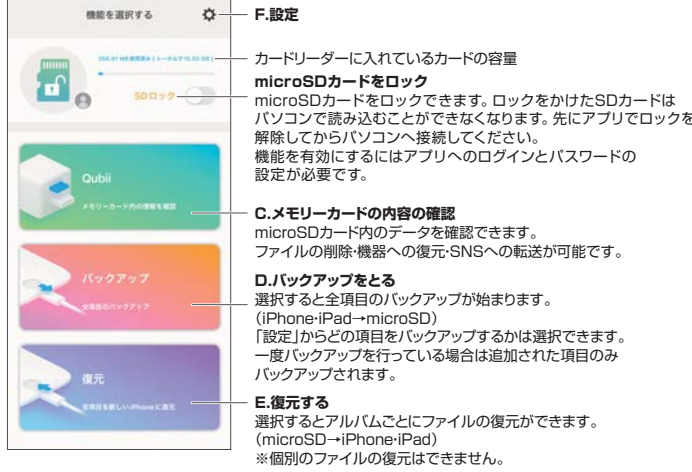 機能を選択する
F.設定
カードリーダーに入れているカードの容量
SDロック
microSDカードをロック
microSDカードをロックできます。ロックをかけたSDカードは
パソコンで読み込むことができなくなります。先にアプリでロックを
解除してからパソコンへ接続してください。
機能を有効にするにはアプリへのログインとパスワードの
設定が必要です。
Qubii
メモリーカード内の情報を確認
C.メモリーカードの内容の確認
microSDカード内のデータを確認できます。
ファイルの削除・機器への復元・SNSへの転送が可能です。
バックアップ
全項目のバックアップ
D.バックアップをとる
選択すると全項目のバックアップが始まります。
(iPhone・iPad→microSD)
「設定」からどの項目をバックアップするかは選択できます。
一度バックアップを行っている場合は追加された項目のみ
バックアップされます。
復元
全項目を新しいiPhoneに復元
E.復元する
選択するとアルバムごとにファイルの復元ができます。
(microSD→iPhone・iPad)
※個別のファイルの復元はできません。